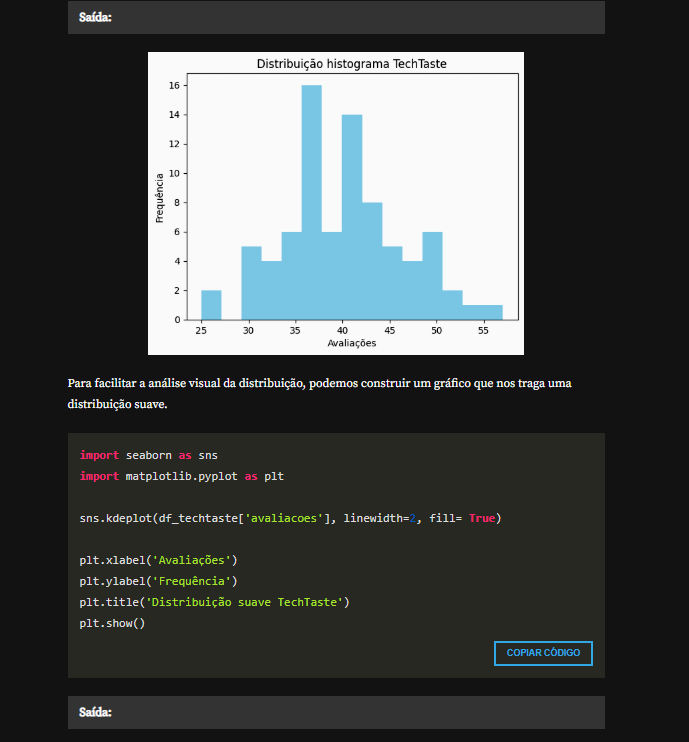 Saída:
Distribuição histograma TechTaste
Frequência
16
14
12
10
8
6
4
2
0
25 30 35 40 45 50 55
Avaliações
Para facilitar a análise visual da distribuição, podemos construir um gráfico que nos traga uma
distribuição suave.
import seaborn as sns
import matplotlib.pyplot as plt
sns.kdeplot(df_techtaste['avaliacoes'], linewidth=2, fill= True)
plt.xlabel('Avaliações')
plt.ylabel('Frequência')
plt.title('Distribuição suave TechTaste')
plt.show()
COPIAR CÓDIGO
Saída: